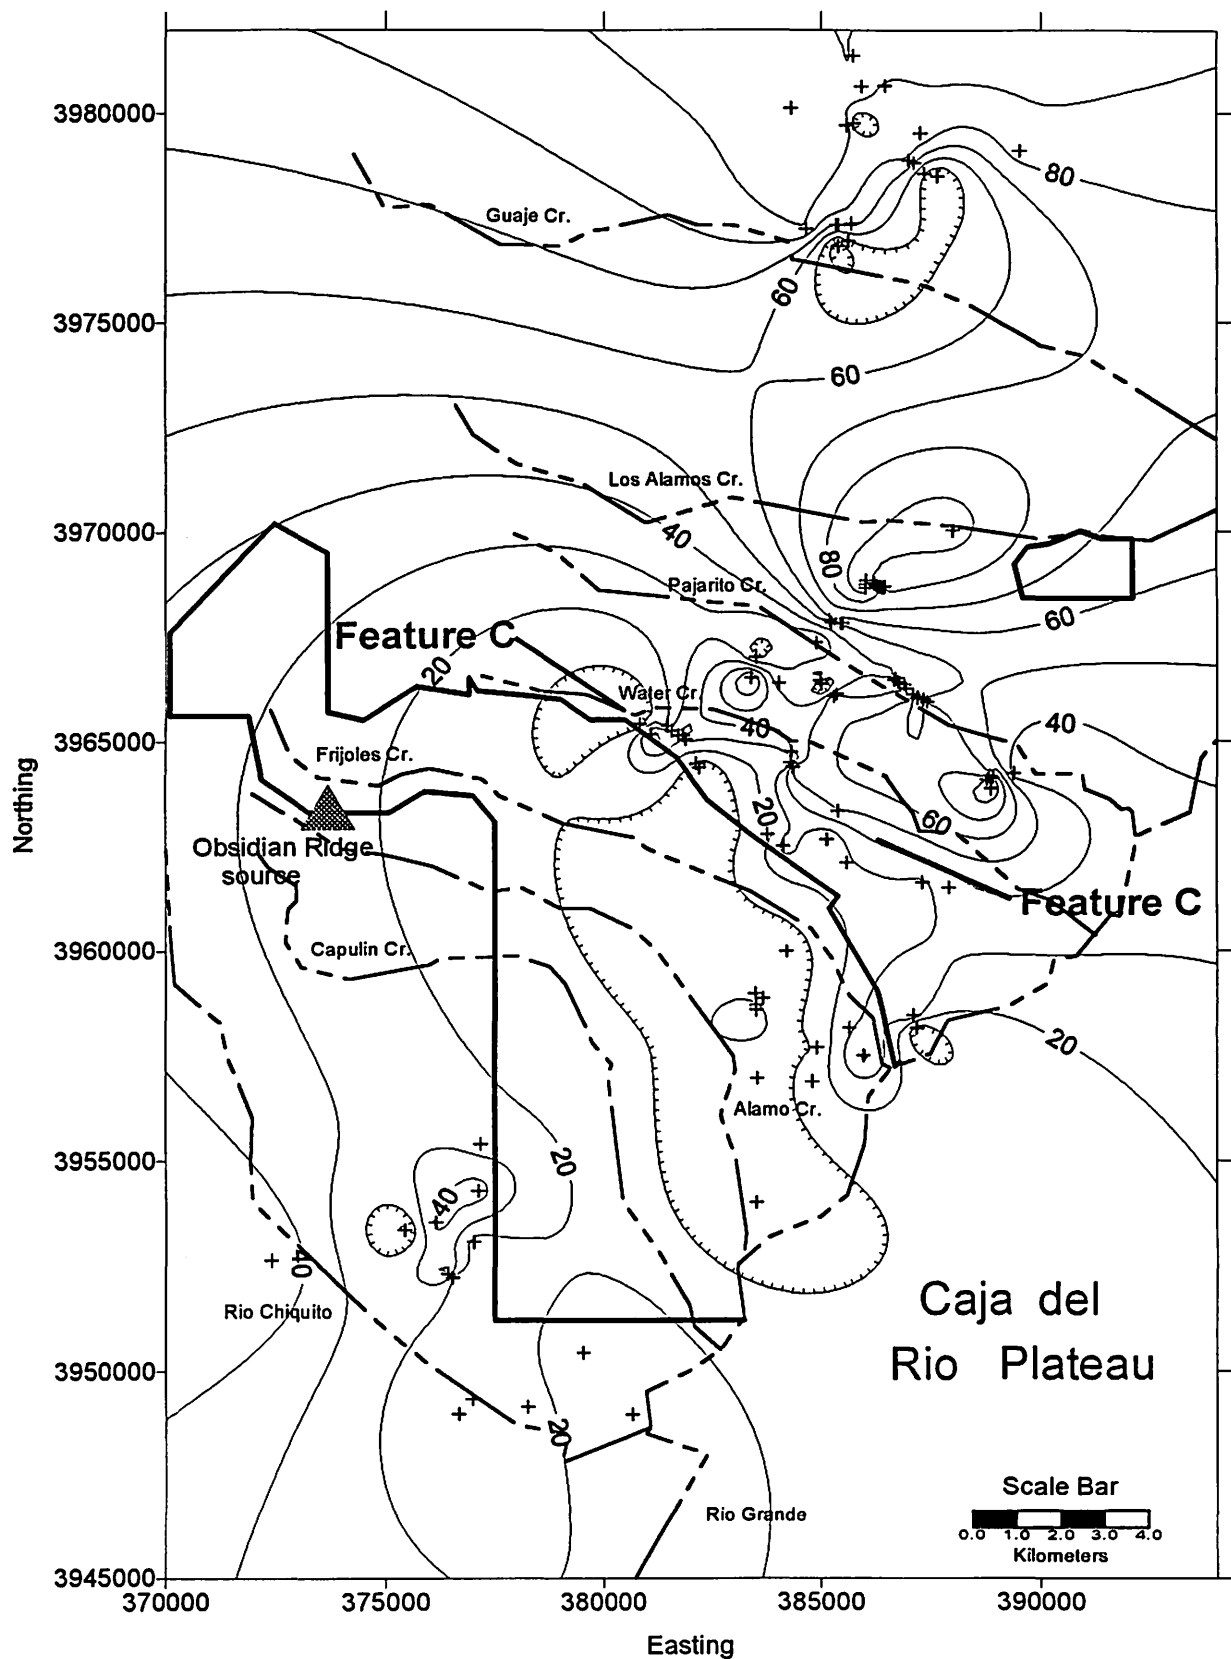 3980000
80
Guaje Cr.
60
3975000
60
Los Alamos Cr.
3970000
40
80
Pajarito Cr.
60
Feature C
20
Water Cr.
40
40
3965000
Frijoles Cr.
20
60
Northing
Obsidian Ridge
source
Feature C
Capulin Cr.
3960000
20
Alamo Cr.
3955000
20
40
40
Caja del
Rio Chiquito
Rio Plateau
3950000
20
Scale Bar
Rio Grande
0.0 1.0 2.0 3.0 4.0
Kilometers
3945000
370000 375000 380000 385000 390000
Easting